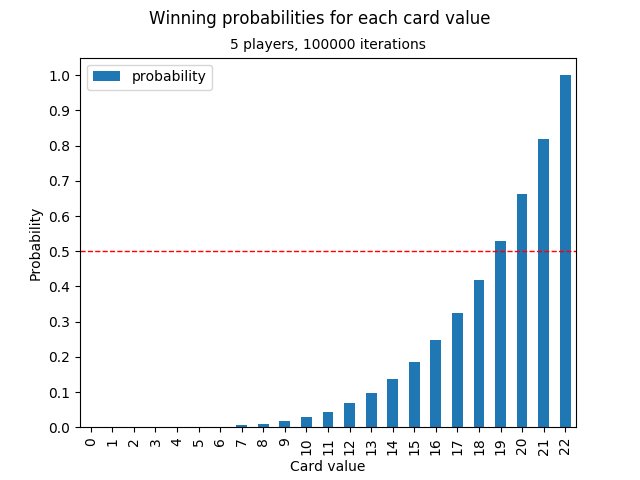 Winning probabilities for each card value
5 players, 100000 iterations
probability
1.0
0.9
0.8
0.7
0.6
0.5
0.4
0.3
0.2
0.1
0.0
Probability
0 1 2 3 4 5 6 7 8 9 10 11 12 13 14 15 16 17 18 19 20 21 22
Card value